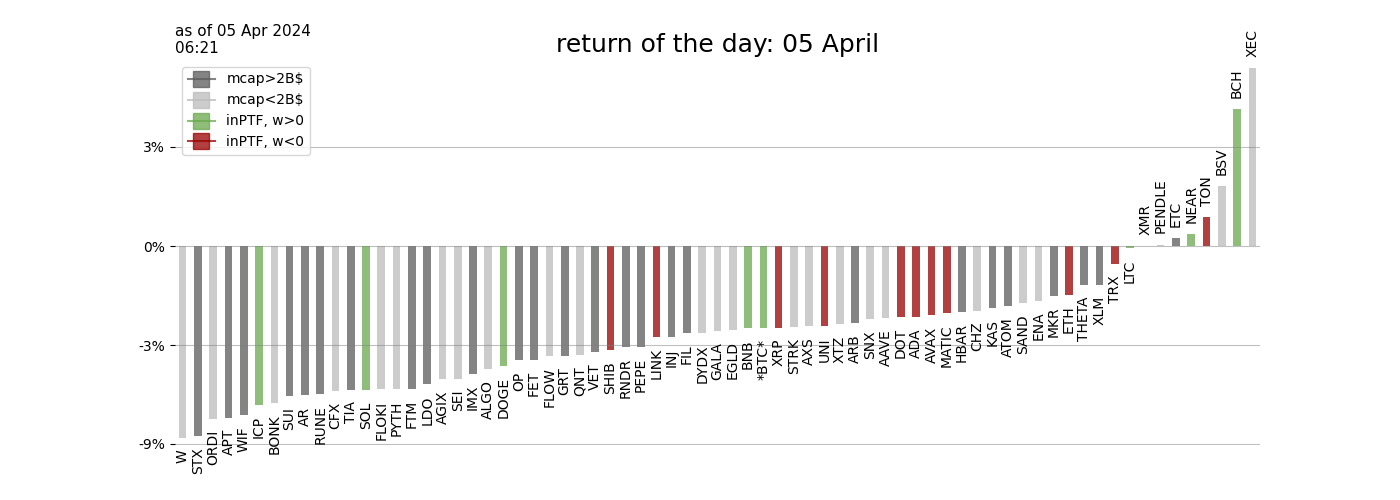 as of 05 Apr 2024
06:21
return of the day: 05 April
mcap>2B$
mcap<2B$
inPTF, w>0
inPTF, w<0
3%
0%
-3%
-9%
W
STX
ORDI
APT
WIF
ICP
BONK
SUI
AR
RUNE
CFX
TIA
SOL
FLOKI
PYTH
FTM
LDO
AGIX
SEI
IMX
ALGO
DOGE
OP
FET
FLOW
GRT
QNT
VET
SHIB
RNDR
PEPE
LINK
INJ
FIL
DYDX
GALA
EGLD
BNB
*BTC*
XRP
STRK
AXS
UNI
XTZ
ARB
SNX
AAVE
DOT
ADA
AVAX
MATIC
HBAR
CHZ
KAS
ATOM
SAND
ENA
MKR
ETH
THETA
XLM
TRX
LTC
XMR
PENDLE
ETC
NEAR
TON
BSV
BCH
XEC